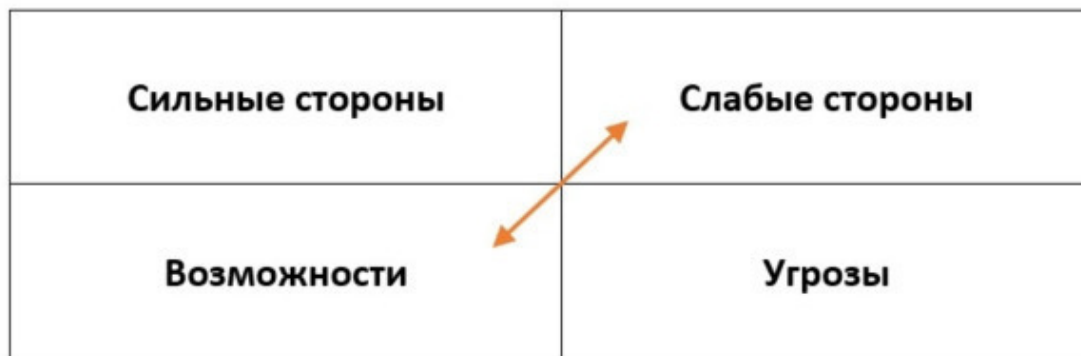 Сильные стороны
Слабые стороны
Возможности
Угрозы